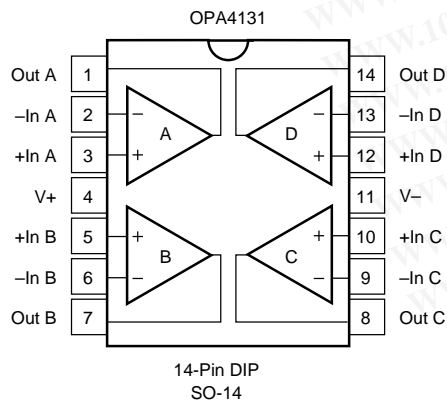 OPA4131
Out A 1 14 Out D
–In A 2 – – 13 –In D
A D
+In A 3 + + 12 +In D
V+ 4 11 V–
+In B 5 + + 10 +In C
B C
–In B 6 – – 9 –In C
Out B 7 8 Out C
14-Pin DIP
SO-14